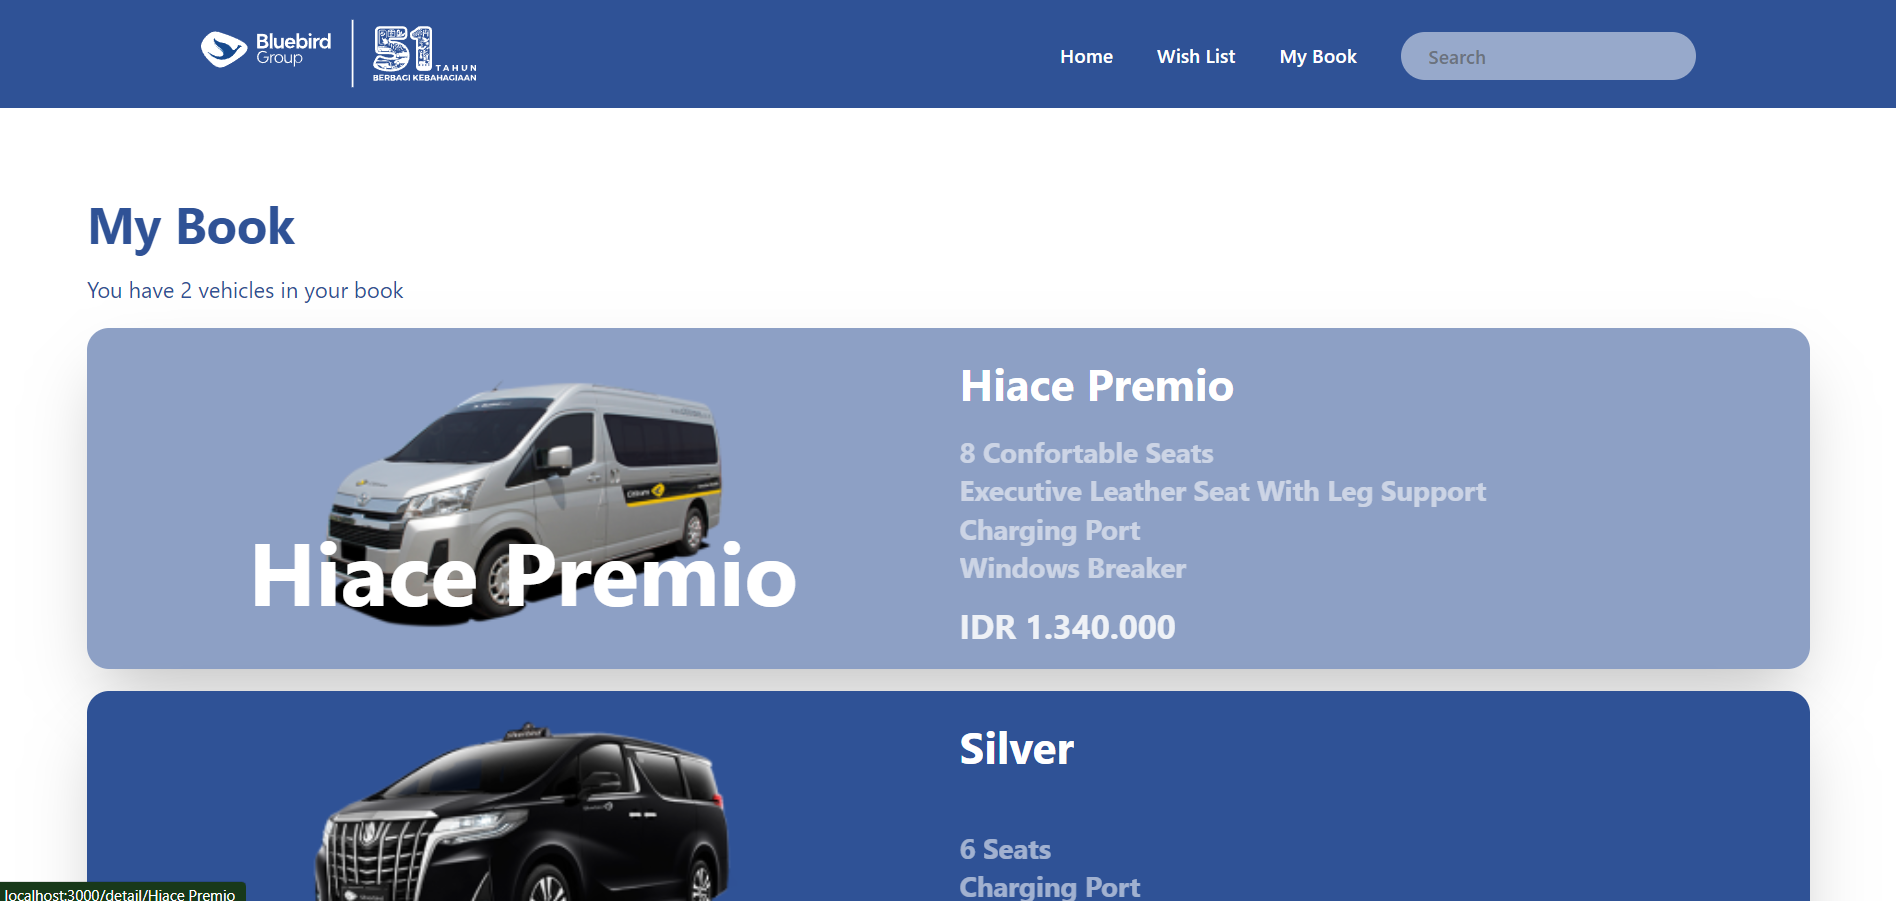 Bluebird
Group
51
TAHUN
BERBAGI KEBAHAGIAAN
Home
Wish List
My Book
Search
My Book
You have 2 vehicles in your book
Hiace Premio
Hiace Premio
8 Confortable Seats
Executive Leather Seat With Leg Support
Charging Port
Windows Breaker
IDR 1.340.000
Silver
6 Seats
Charging Port
localhost:3000/detail/Hiace Premio